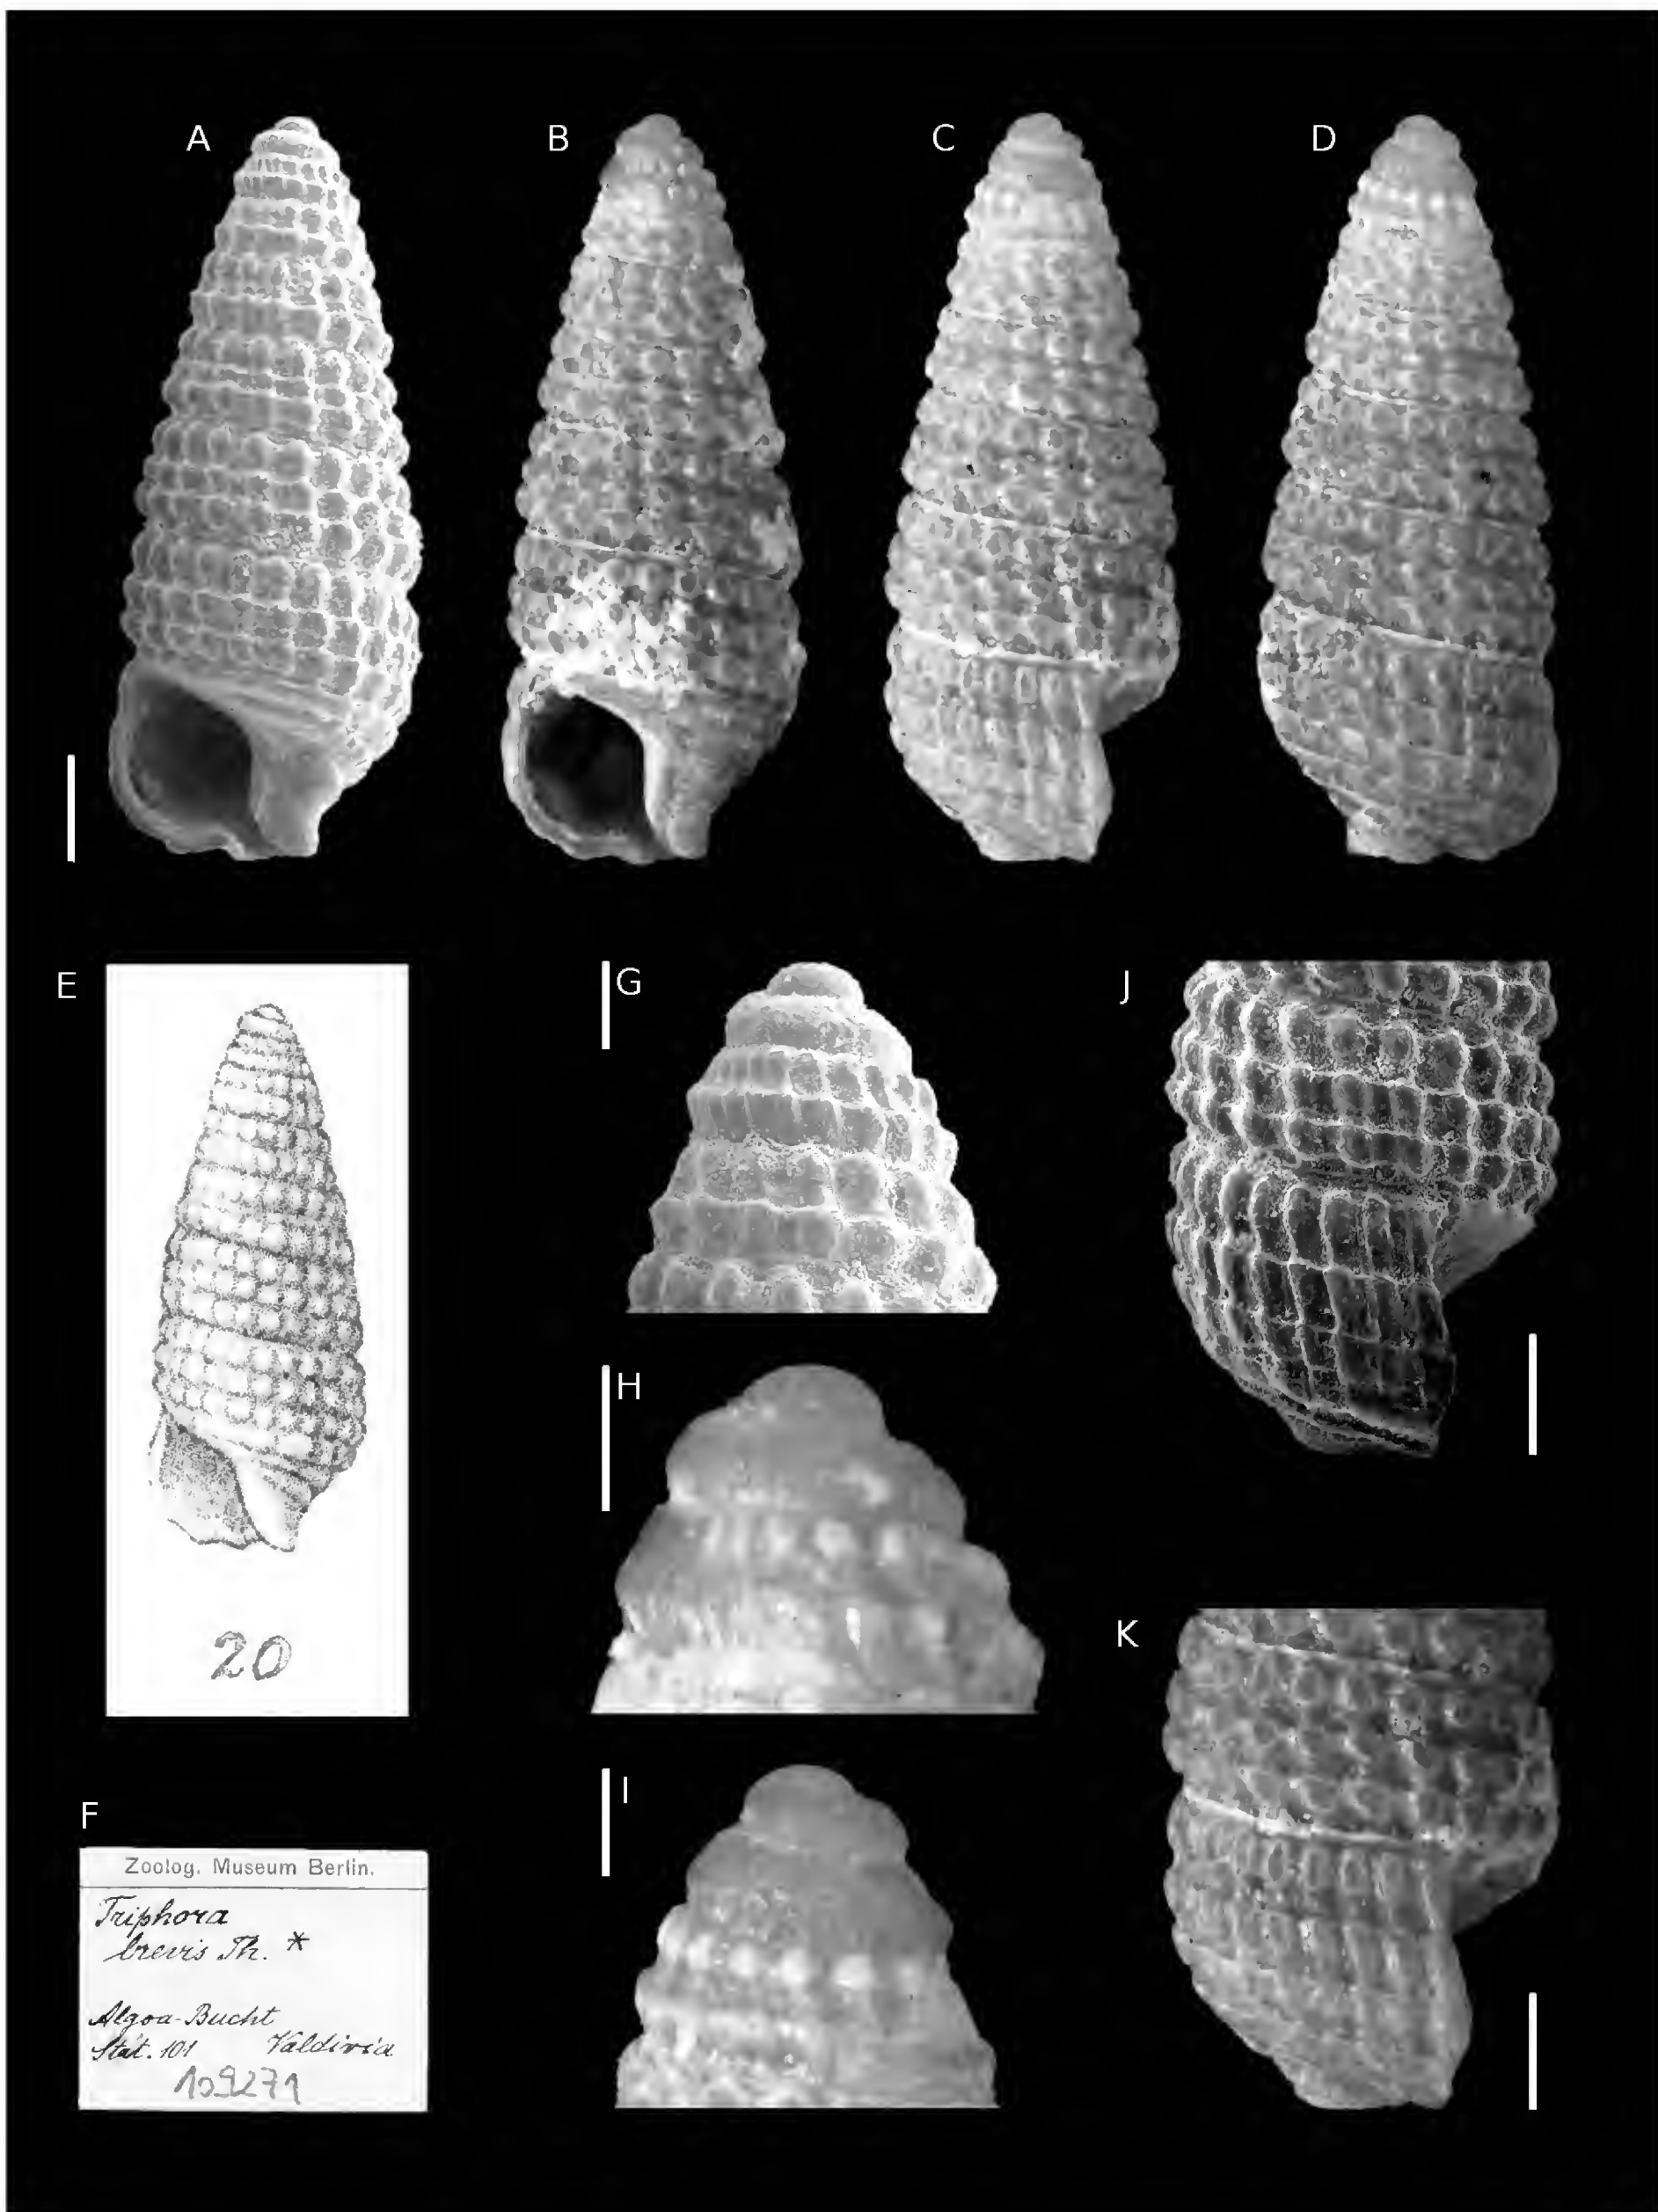 A
B
C
D
E
G
J
H
20
K
I
F
Zoolog. Museum Berlin.
Triphora
brevis Th. *
Algoa-Bucht
Stat. 101 Valdivia
109271